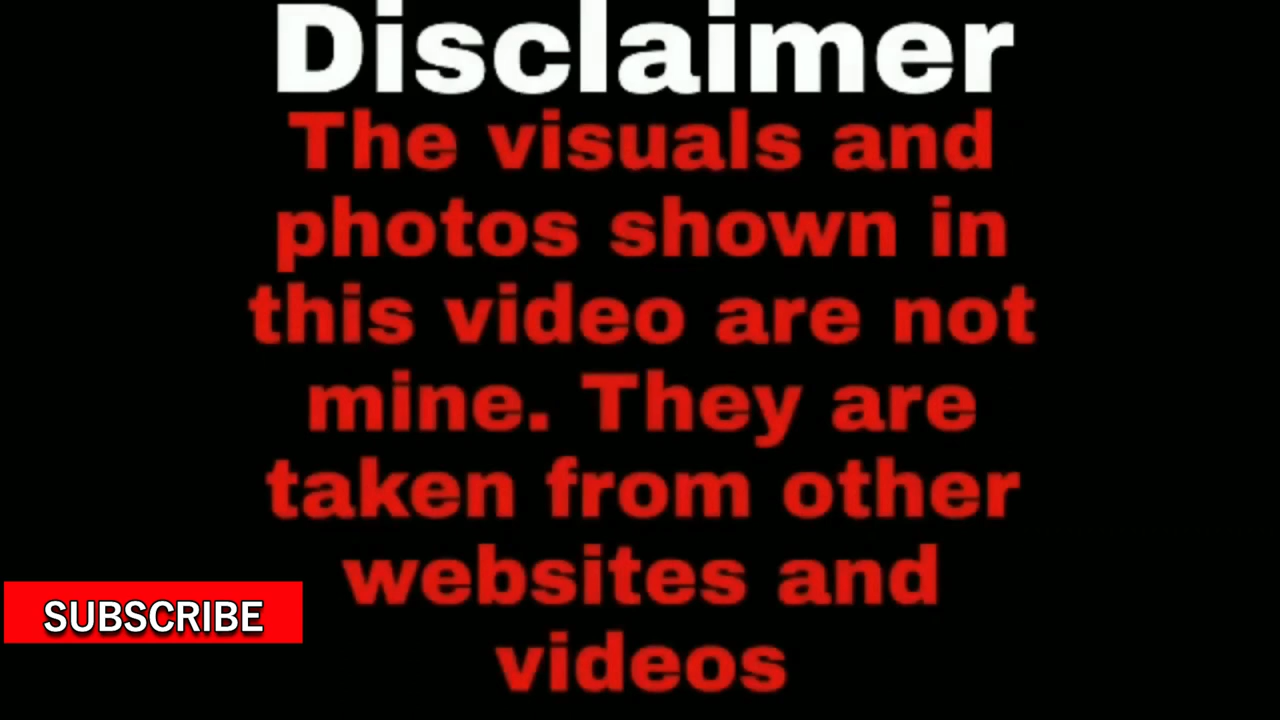 Disclaimer
The visuals and
photos shown in
this video are not
mine. They are
taken from other
websites and
videos
SUBSCRIBE